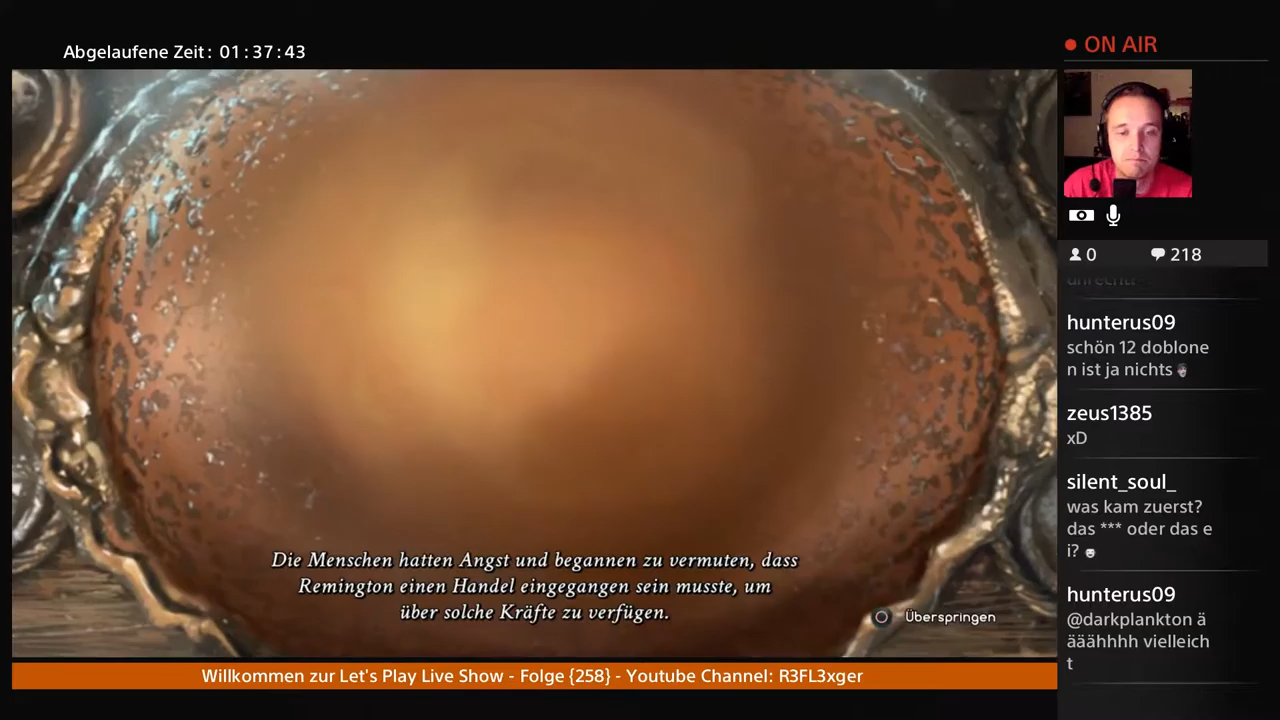 Abgelaufene Zeit: 01:37:43
ON AIR
0 218
hunterus09
schön 12 doblone
n ist ja nichts
zeus1385
xD
silent_soul_
was kam zuerst?
das *** oder das e
i?
hunterus09
@darkplankton ä
ääähhhh vielleich
t
Die Menschen hatten Angst und begannen zu vermuten, dass
Remington einen Handel eingegangen sein musste, um
über solche Kräfte zu verfügen.
Überspringen
Willkommen zur Let's Play Live Show - Folge {258} - Youtube Channel: R3FL3xger